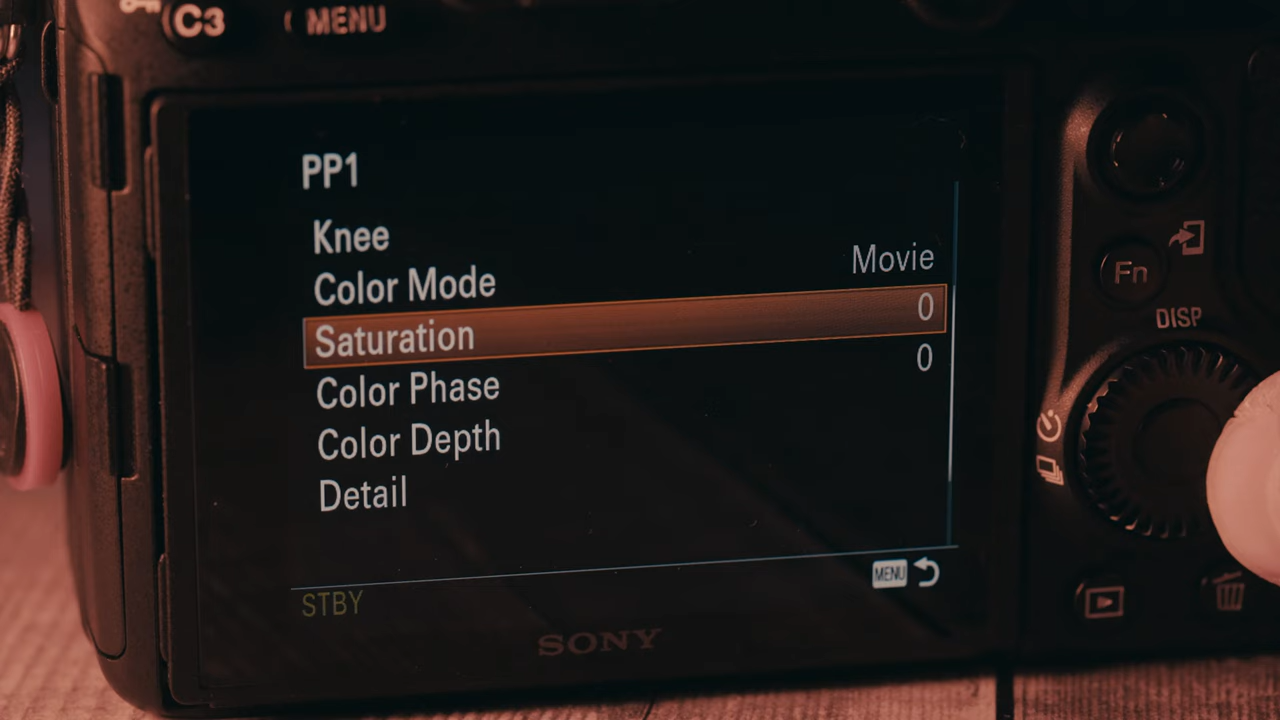 C3
MENU
PP1
Knee
Color Mode Movie
Saturation 0
Color Phase 0
Color Depth
Detail
MENU
STBY
SONY
Fn
DISP